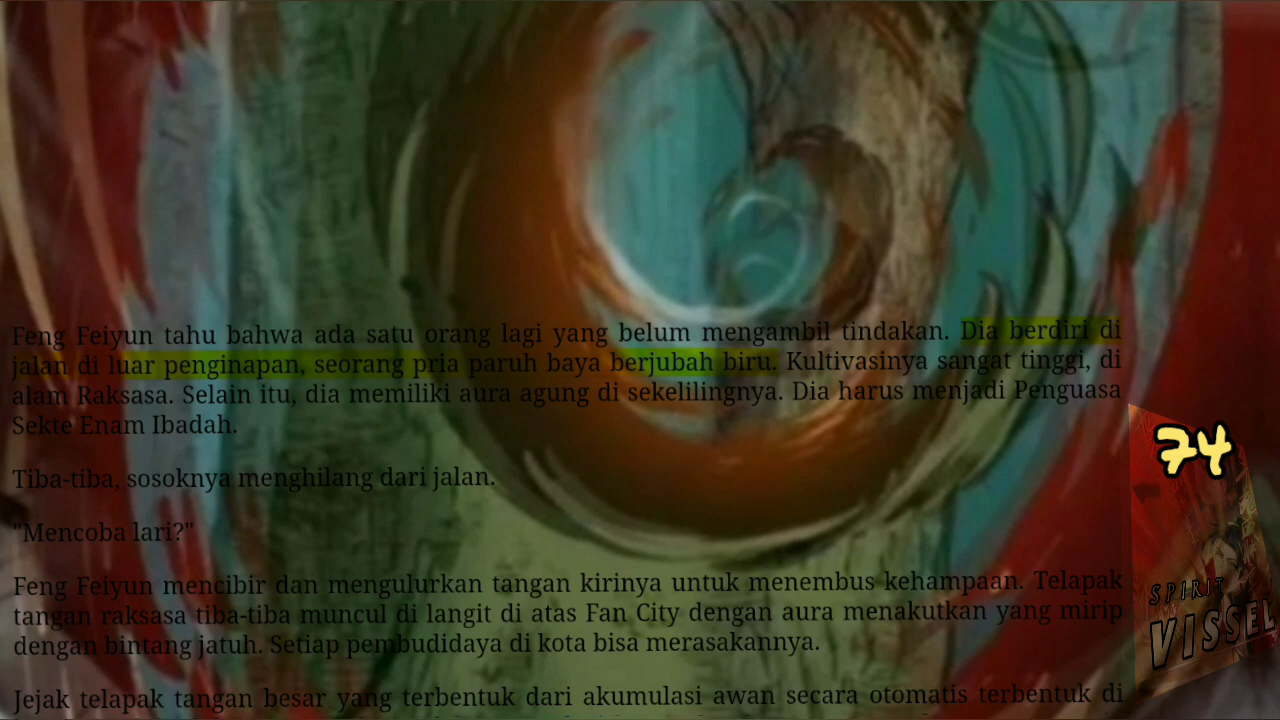 Feng Feiyun tahu bahwa ada satu orang lagi yang belum mengambil tindakan. Dia berdiri di
jalan di luar penginapan, seorang pria paruh baya berjubah biru. Kultivasinya sangat tinggi, di
alam Raksasa. Selain itu, dia memiliki aura agung di sekelilingnya. Dia harus menjadi Penguasa
Sekte Enam Ibadah.
Tiba-tiba, sosoknya menghilang dari jalan.
"Mencoba lari?"
Feng Feiyun mencibir dan mengulurkan tangan kirinya untuk menembus kehampaan. Telapak
tangan raksasa tiba-tiba muncul di langit di atas Fan City dengan aura menakutkan yang mirip
dengan bintang jatuh. Setiap pembudidaya di kota bisa merasakannya.
Jejak telapak tangan besar yang terbentuk dari akumulasi awan secara otomatis terbentuk di
74
SPIRIT
VISSEL